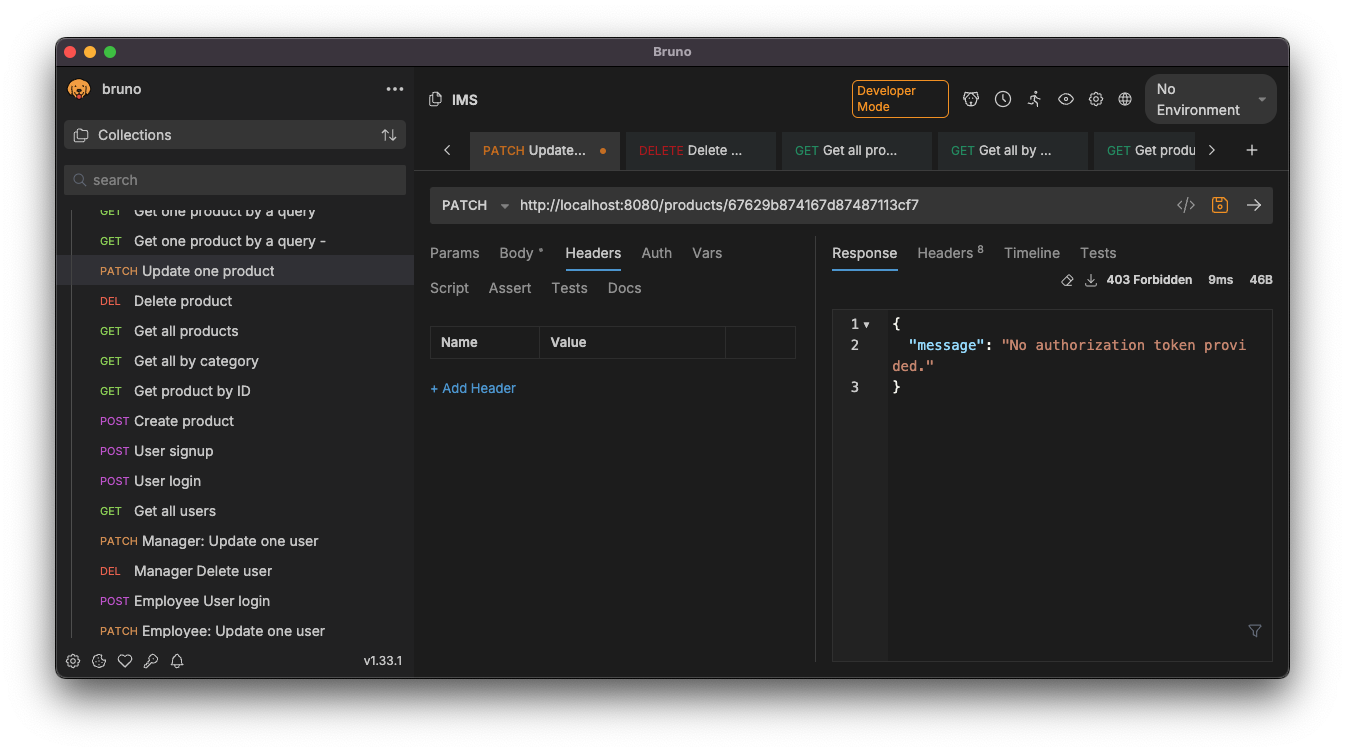 Bruno
bruno
Collections
search
GET Get one product by a query
GET Get one product by a query -
PATCH Update one product
DEL Delete product
GET Get all products
GET Get all by category
GET Get product by ID
POST Create product
POST User signup
POST User login
GET Get all users
PATCH Manager: Update one user
DEL Manager Delete user
POST Employee User login
PATCH Employee: Update one user
v1.33.1
IMS
Developer
Mode
No
Environment
PATCH Update...
DELETE Delete ...
GET Get all pro...
GET Get all by ...
GET Get produ
PATCH http://localhost:8080/products/67629b874167d87487113cf7
Params Body Headers Auth Vars
Script Assert Tests Docs
Name Value
+ Add Header
Response Headers 8 Timeline Tests
403 Forbidden 9ms 46B
1 {
2 "message": "No authorization token provi
ded."
3 }